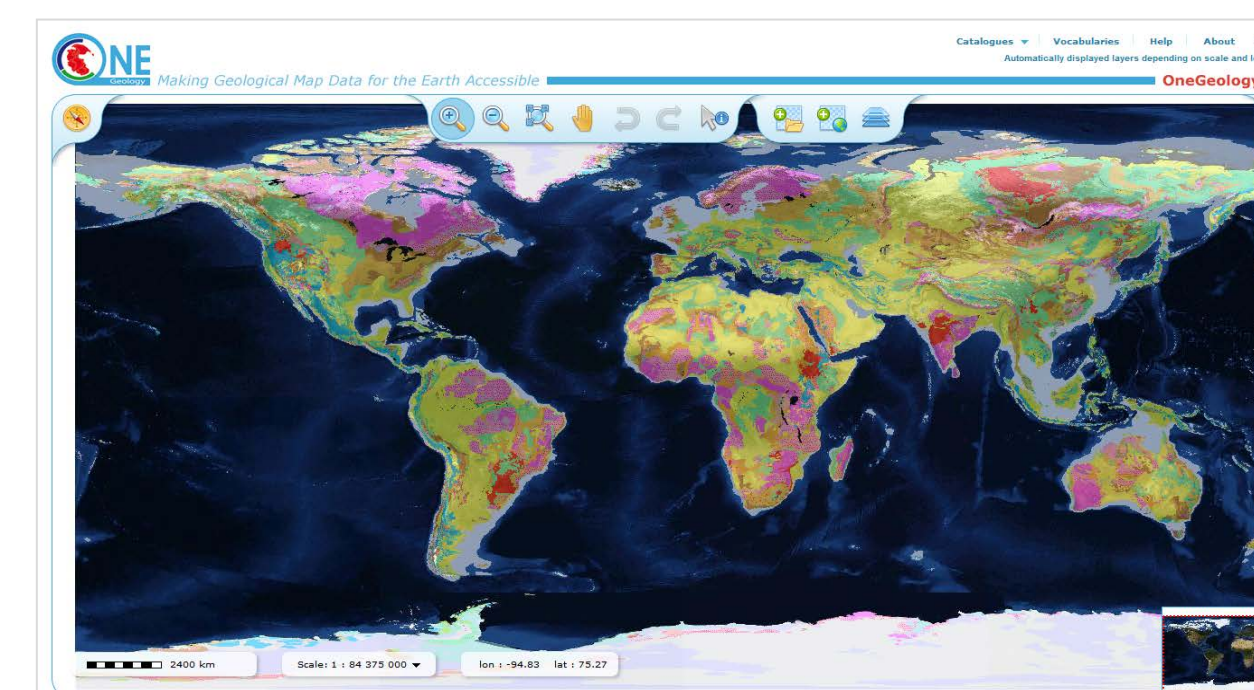 ONE
Geology
Making Geological Map Data for the Earth Accessible
Catalogues Vocabularies Help About
Automatically displayed layers depending on scale and l
OneGeology
2400 km
Scale: 1 : 84 375 000
lon : -94.83 lat : 75.27